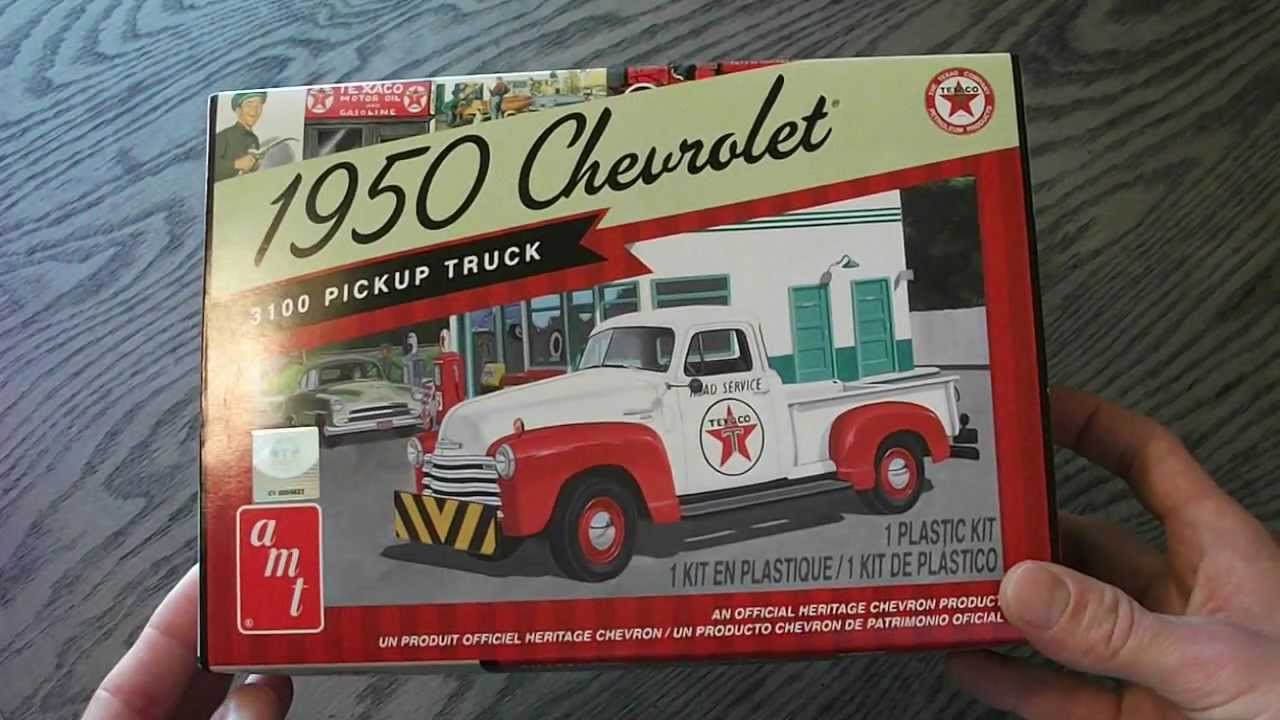 TEXACO
MOTOR OIL
AND
GASOLINE
THE TEXAS COMPANY
TEXACO
PETROLEUM PRODUCTS
1950 Chevrolet®
3100 PICKUP TRUCK
ROAD SERVICE
TEXACO
T
amt®
1 PLASTIC KIT
1 KIT EN PLASTIQUE / 1 KIT DE PLÁSTICO
AN OFFICIAL HERITAGE CHEVRON PRODUCT
UN PRODUIT OFFICIEL HERITAGE CHEVRON / UN PRODUCTO CHEVRON DE PATRIMONIO OFICIAL